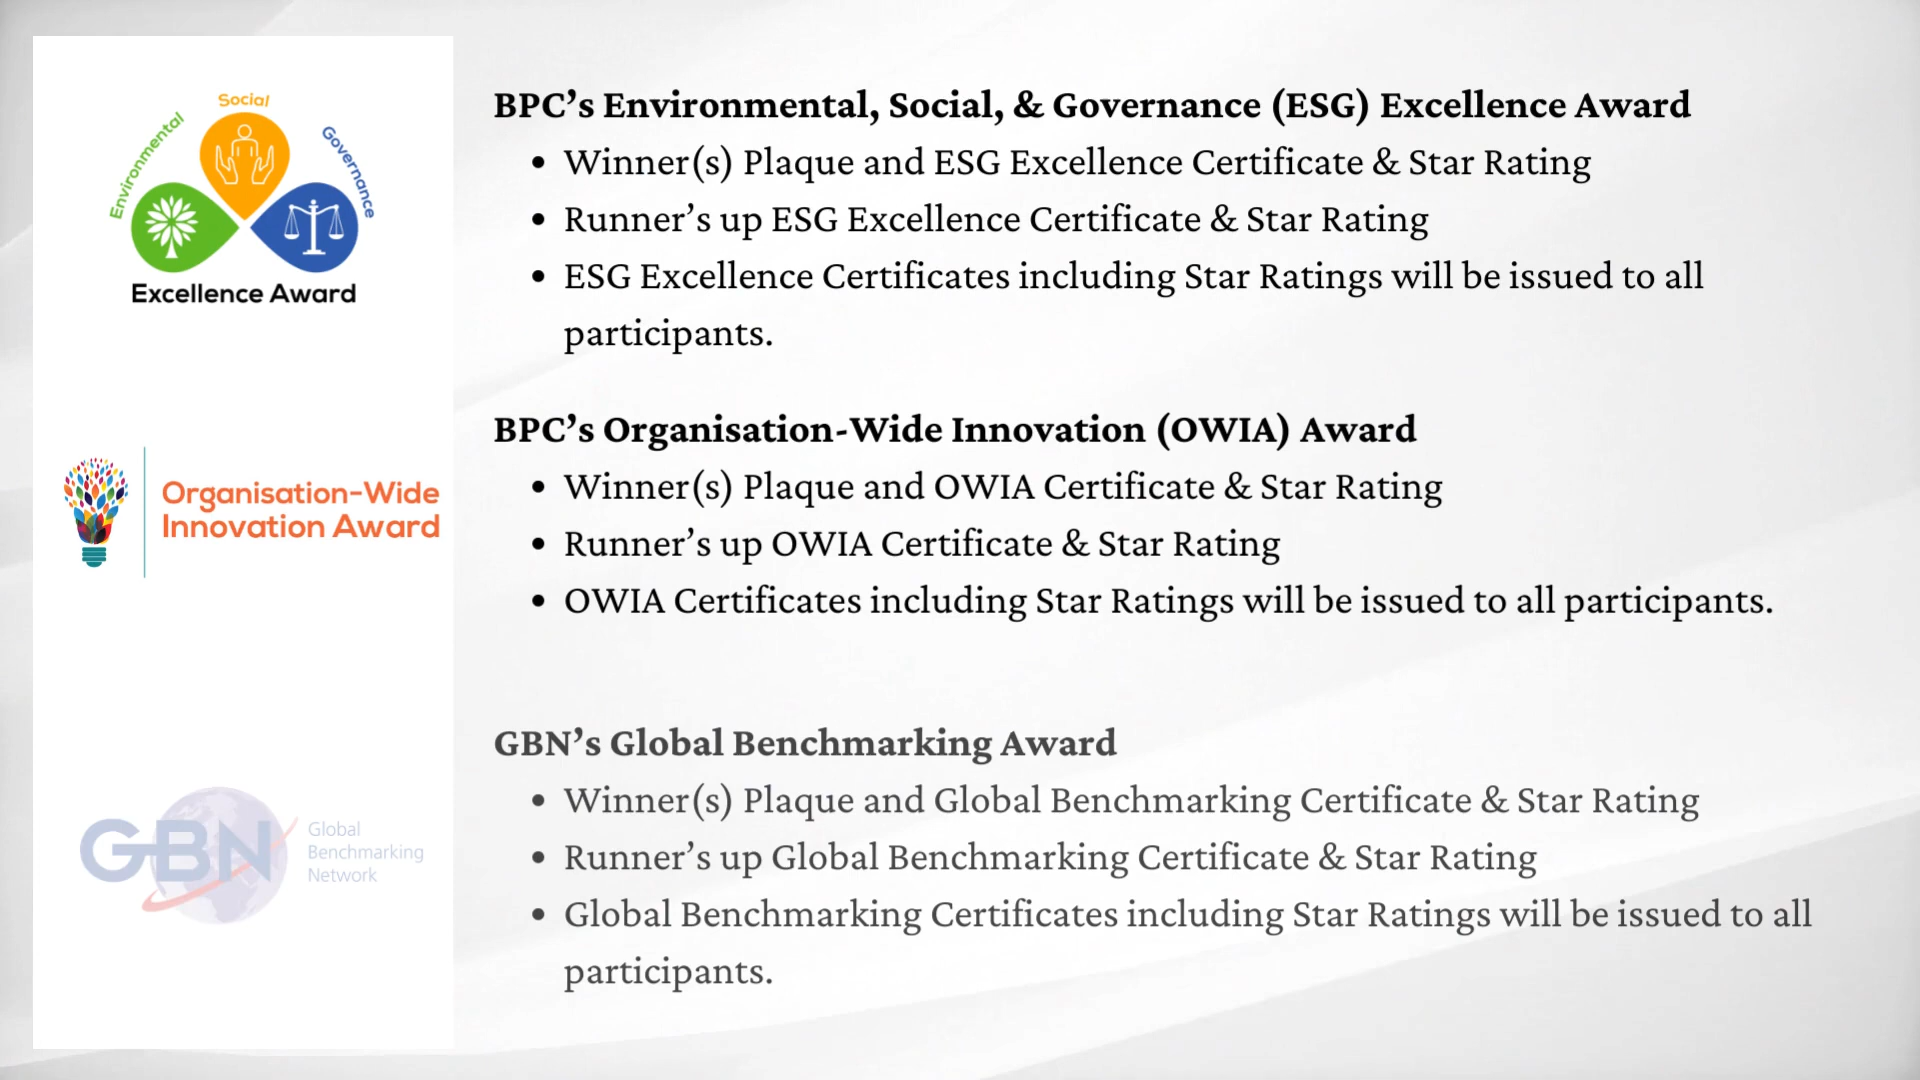 Social
Environmental
Governance
Excellence Award
BPC’s Environmental, Social, & Governance (ESG) Excellence Award
• Winner(s) Plaque and ESG Excellence Certificate & Star Rating
• Runner’s up ESG Excellence Certificate & Star Rating
• ESG Excellence Certificates including Star Ratings will be issued to all
participants.
Organisation-Wide
Innovation Award
BPC’s Organisation-Wide Innovation (OWIA) Award
• Winner(s) Plaque and OWIA Certificate & Star Rating
• Runner’s up OWIA Certificate & Star Rating
• OWIA Certificates including Star Ratings will be issued to all participants.
GBN
Global
Benchmarking
Network
GBN’s Global Benchmarking Award
• Winner(s) Plaque and Global Benchmarking Certificate & Star Rating
• Runner’s up Global Benchmarking Certificate & Star Rating
• Global Benchmarking Certificates including Star Ratings will be issued to all
participants.